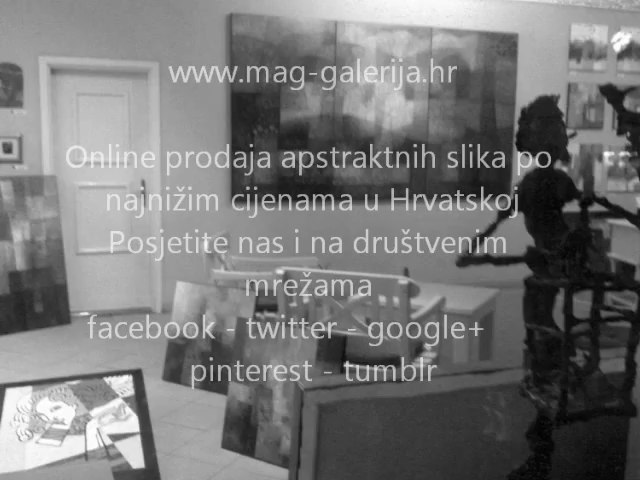 www.mag-galerija.hr
Online prodaja apstraktnih slika po
najnižim cijenama u Hrvatskoj
Posjetite nas i na društvenim
mrežama
facebook - twitter - google+
pinterest - tumblr